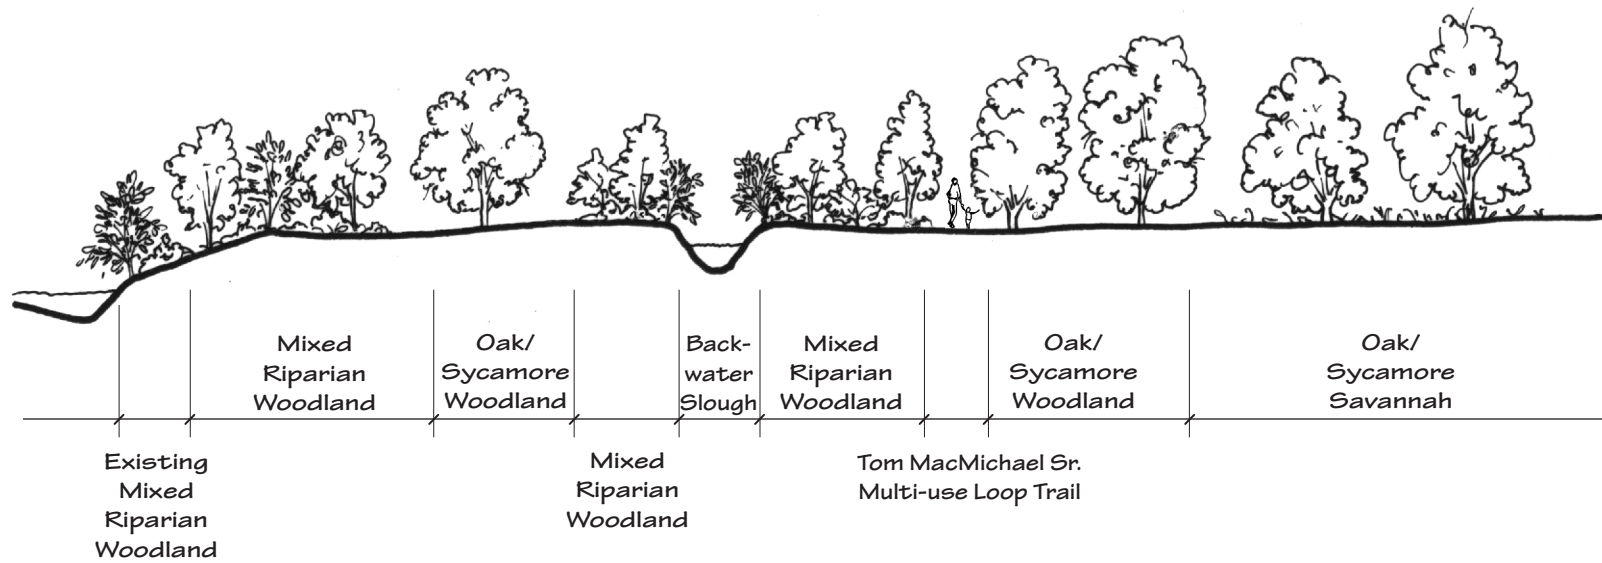 Mixed
Riparian
Woodland
Oak/
Sycamore
Woodland
Back-
water
Slough
Mixed
Riparian
Woodland
Oak/
Sycamore
Woodland
Oak/
Sycamore
Savannah
Existing
Mixed
Riparian
Woodland
Mixed
Riparian
Woodland
Tom MacMichael Sr.
Multi-use Loop Trail